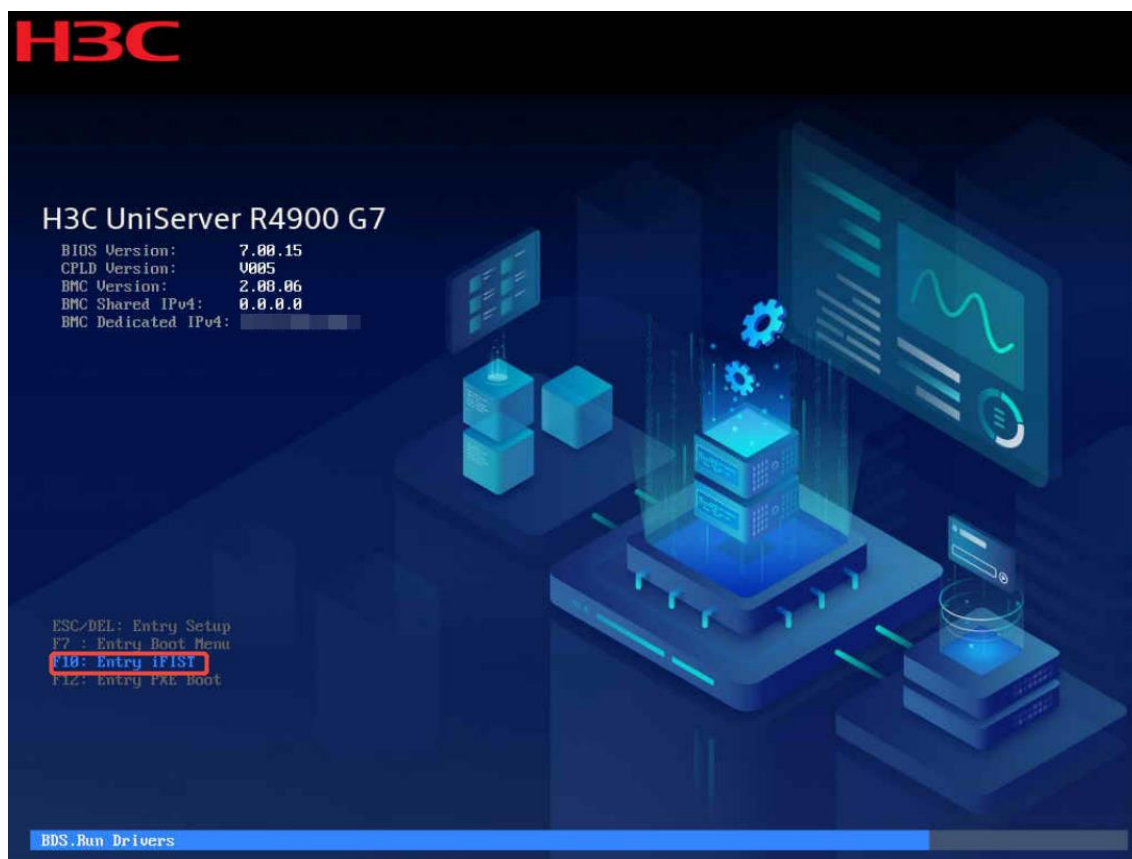 H3C
H3C UniServer R4900 G7
BIOS Version: 7.00.15
CPLD Version: V005
BMC Version: 2.08.06
BMC Shared IPv4: 0.0.0.0
BMC Dedicated IPv4:
ESC/DEL: Entry Setup
F7 : Entry Boot Menu
F10: Entry iFIST
F12: Entry PXE Boot
BDS.Run Drivers